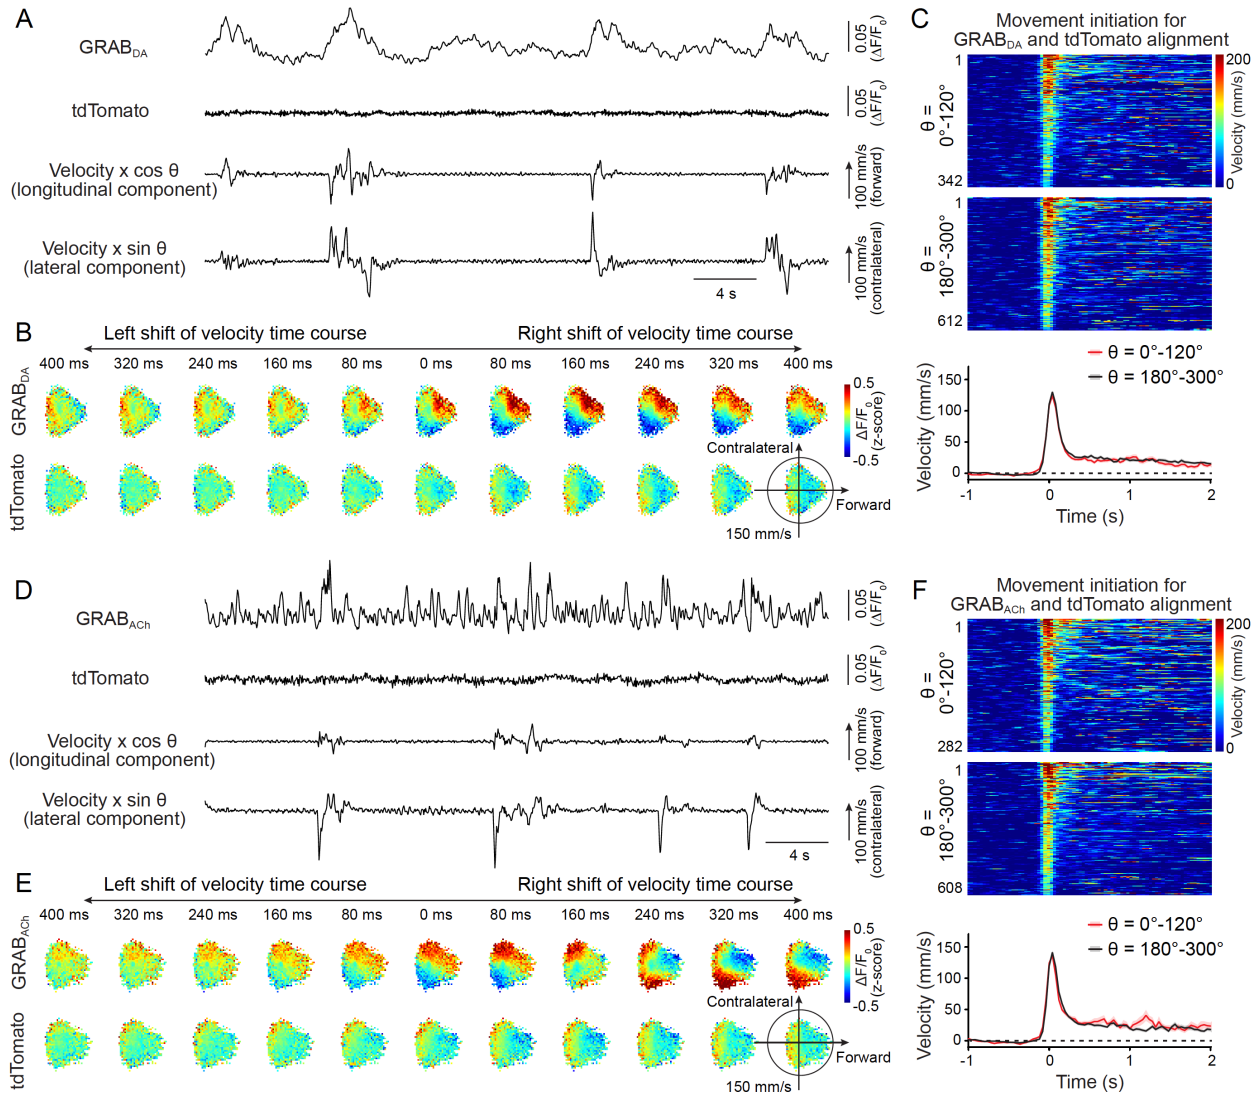 A
GRAB_DA
0.05
(ΔF/F₀)
tdTomato
0.05
(ΔF/F₀)
Velocity x cos θ
(longitudinal component)
100 mm/s
(forward)
Velocity x sin θ
(lateral component)
100 mm/s
(contralateral)
4 s
B
Left shift of velocity time course
Right shift of velocity time course
400 ms 320 ms 240 ms 160 ms 80 ms 0 ms 80 ms 160 ms 240 ms 320 ms 400 ms
GRAB_DA
0.5
-0.5
ΔF/F₀
(z-score)
tdTomato
Contralateral
Forward
150 mm/s
C
Movement initiation for
GRAB_DA and tdTomato alignment
1
θ =
0°-120°
342
200
0
Velocity (mm/s)
1
θ =
180°-300°
612
θ = 0°-120°
θ = 180°-300°
Velocity (mm/s)
150
100
50
0
-1 0 1 2
Time (s)
D
GRAB_ACh
0.05
(ΔF/F₀)
tdTomato
0.05
(ΔF/F₀)
Velocity x cos θ
(longitudinal component)
100 mm/s
(forward)
Velocity x sin θ
(lateral component)
100 mm/s
(contralateral)
4 s
E
Left shift of velocity time course
Right shift of velocity time course
400 ms 320 ms 240 ms 160 ms 80 ms 0 ms 80 ms 160 ms 240 ms 320 ms 400 ms
GRAB_ACh
0.5
-0.5
ΔF/F₀
(z-score)
tdTomato
Contralateral
Forward
150 mm/s
F
Movement initiation for
GRAB_ACh and tdTomato alignment
1
θ =
0°-120°
282
200
0
Velocity (mm/s)
1
θ =
180°-300°
608
θ = 0°-120°
θ = 180°-300°
Velocity (mm/s)
150
100
50
0
-1 0 1 2
Time (s)